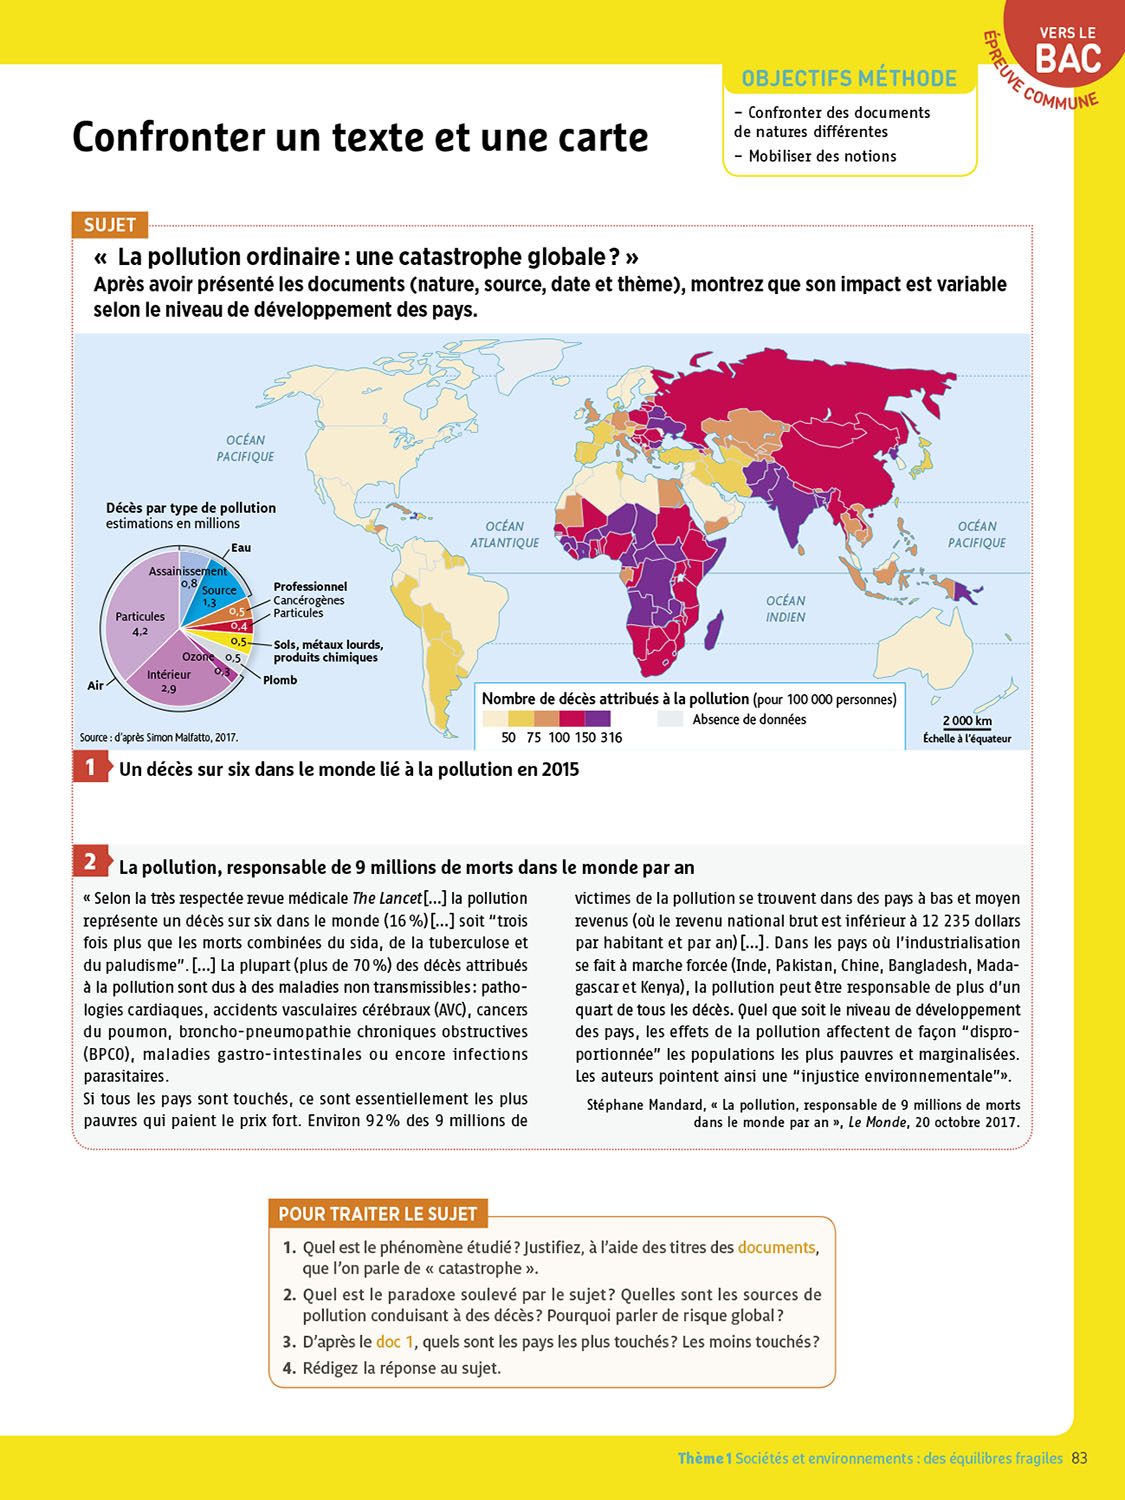 VERS LE
BAC
ÉPREUVE COMMUNE
OBJECTIFS MÉTHODE
– Confronter des documents
de natures différentes
– Mobiliser des notions
Confronter un texte et une carte
SUJET
« La pollution ordinaire : une catastrophe globale ? »
Après avoir présenté les documents (nature, source, date et thème), montrez que son impact est variable
selon le niveau de développement des pays.
OCÉAN
PACIFIQUE
OCÉAN
ATLANTIQUE
OCÉAN
INDIEN
OCÉAN
PACIFIQUE
Décès par type de pollution
estimations en millions
Eau
Assainissement
0,8
Source
1,3
Professionnel
Cancérogènes
Particules
0,5
0,4
0,5
Sols, métaux lourds,
produits chimiques
Particules
4,2
Ozone
0,5
0,3
Plomb
Intérieur
2,9
Air
Source : d'après Simon Malfatto, 2017.
Nombre de décès attribués à la pollution (pour 100 000 personnes)
50 75 100 150 316
Absence de données
2 000 km
Échelle à l'équateur
1 Un décès sur six dans le monde lié à la pollution en 2015
2 La pollution, responsable de 9 millions de morts dans le monde par an
« Selon la très respectée revue médicale The Lancet [...] la pollution
représente un décès sur six dans le monde (16 %) [...] soit “trois
fois plus que les morts combinées du sida, de la tuberculose et
du paludisme”. [...] La plupart (plus de 70 %) des décès attribués
à la pollution sont dus à des maladies non transmissibles : patho-
logies cardiaques, accidents vasculaires cérébraux (AVC), cancers
du poumon, broncho-pneumopathie chroniques obstructives
(BPCO), maladies gastro-intestinales ou encore infections
parasitaires.
Si tous les pays sont touchés, ce sont essentiellement les plus
pauvres qui paient le prix fort. Environ 92 % des 9 millions de
victimes de la pollution se trouvent dans des pays à bas et moyen
revenus (où le revenu national brut est inférieur à 12 235 dollars
par habitant et par an) [...]. Dans les pays où l'industrialisation
se fait à marche forcée (Inde, Pakistan, Chine, Bangladesh, Mada-
gascar et Kenya), la pollution peut être responsable de plus d'un
quart de tous les décès. Quel que soit le niveau de développement
des pays, les effets de la pollution affectent de façon “dispro-
portionnée” les populations les plus pauvres et marginalisées.
Les auteurs pointent ainsi une “injustice environnementale”».
Stéphane Mandard, « La pollution, responsable de 9 millions de morts
dans le monde par an », Le Monde, 20 octobre 2017.
POUR TRAITER LE SUJET
1. Quel est le phénomène étudié ? Justifiez, à l'aide des titres des documents,
que l'on parle de « catastrophe ».
2. Quel est le paradoxe soulevé par le sujet ? Quelles sont les sources de
pollution conduisant à des décès ? Pourquoi parler de risque global ?
3. D'après le doc 1, quels sont les pays les plus touchés ? Les moins touchés ?
4. Rédigez la réponse au sujet.
Thème 1 Sociétés et environnements : des équilibres fragiles 83